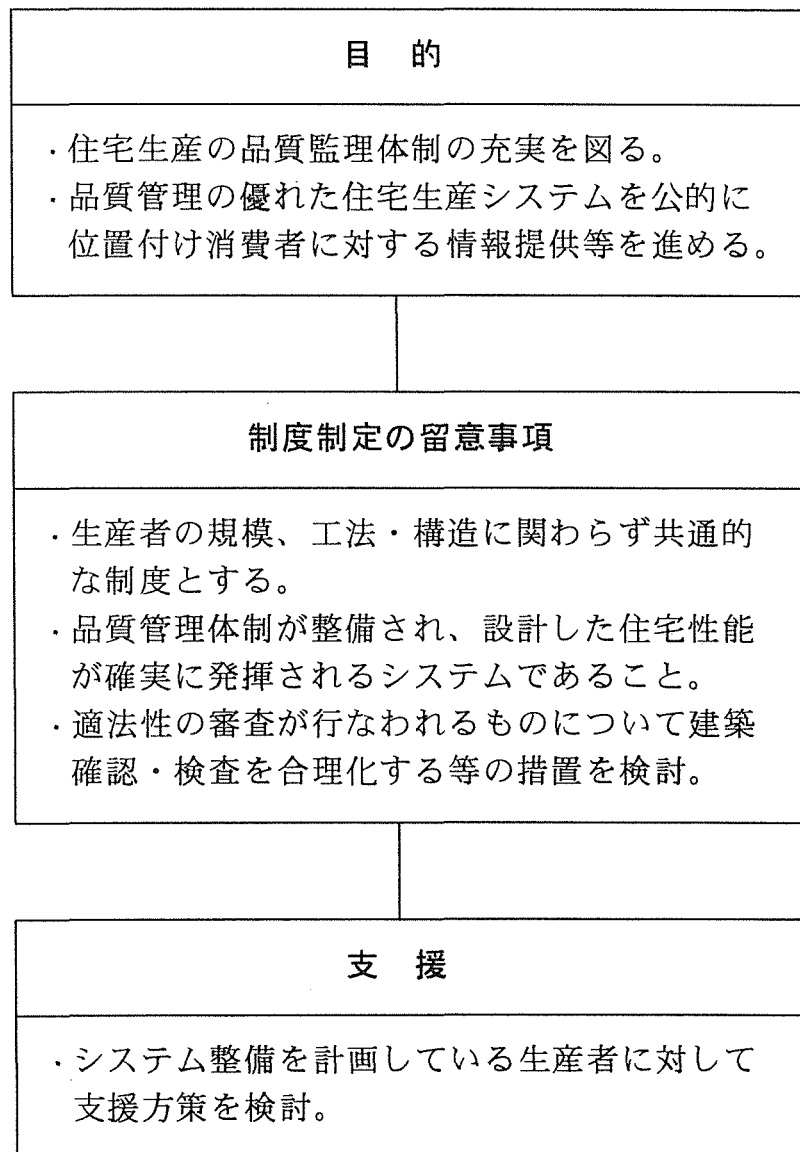 目　的
・住宅生産の品質監理体制の充実を図る。
・品質管理の優れた住宅生産システムを公的に
位置付け消費者に対する情報提供等を進める。
制度制定の留意事項
・生産者の規模、工法・構造に関わらず共通的
な制度とする。
・品質管理体制が整備され、設計した住宅性能
が確実に発揮されるシステムであること。
・適法性の審査が行なわれるものについて建築
確認・検査を合理化する等の措置を検討。
支　援
・システム整備を計画している生産者に対して
支援方策を検討。